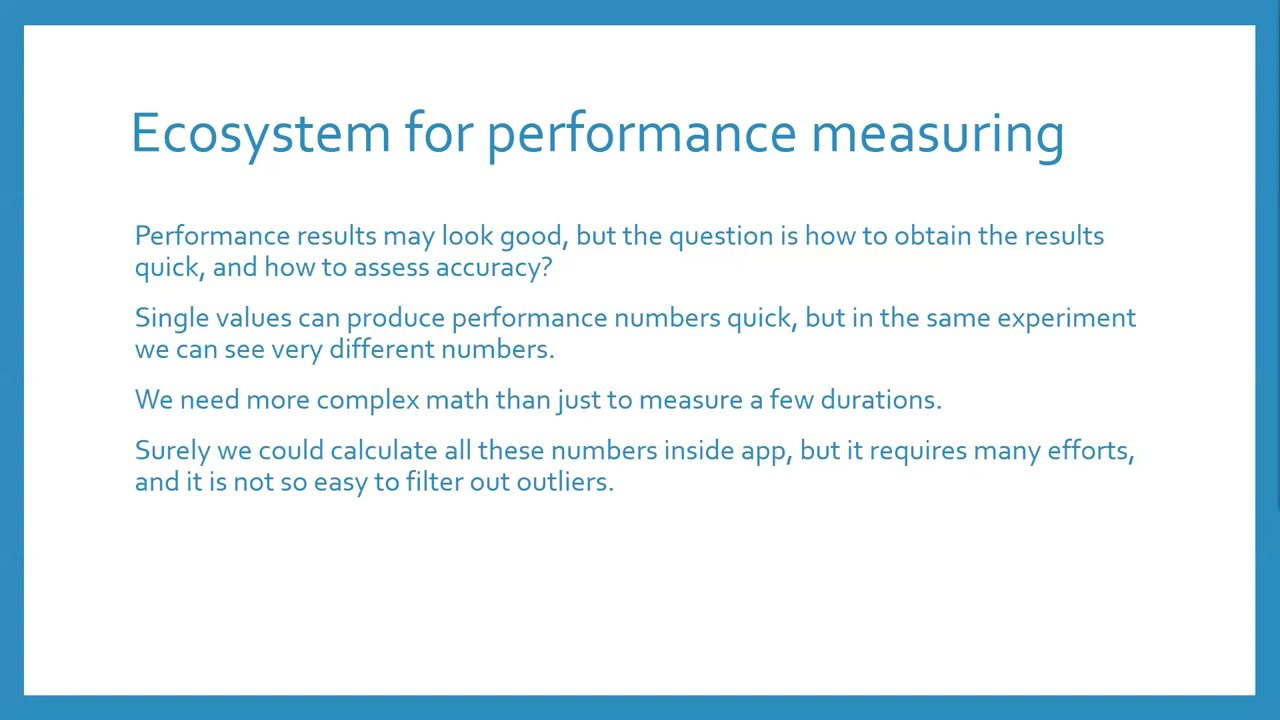 Ecosystem for performance measuring
Performance results may look good, but the question is how to obtain the results
quick, and how to assess accuracy?
Single values can produce performance numbers quick, but in the same experiment
we can see very different numbers.
We need more complex math than just to measure a few durations.
Surely we could calculate all these numbers inside app, but it requires many efforts,
and it is not so easy to filter out outliers.